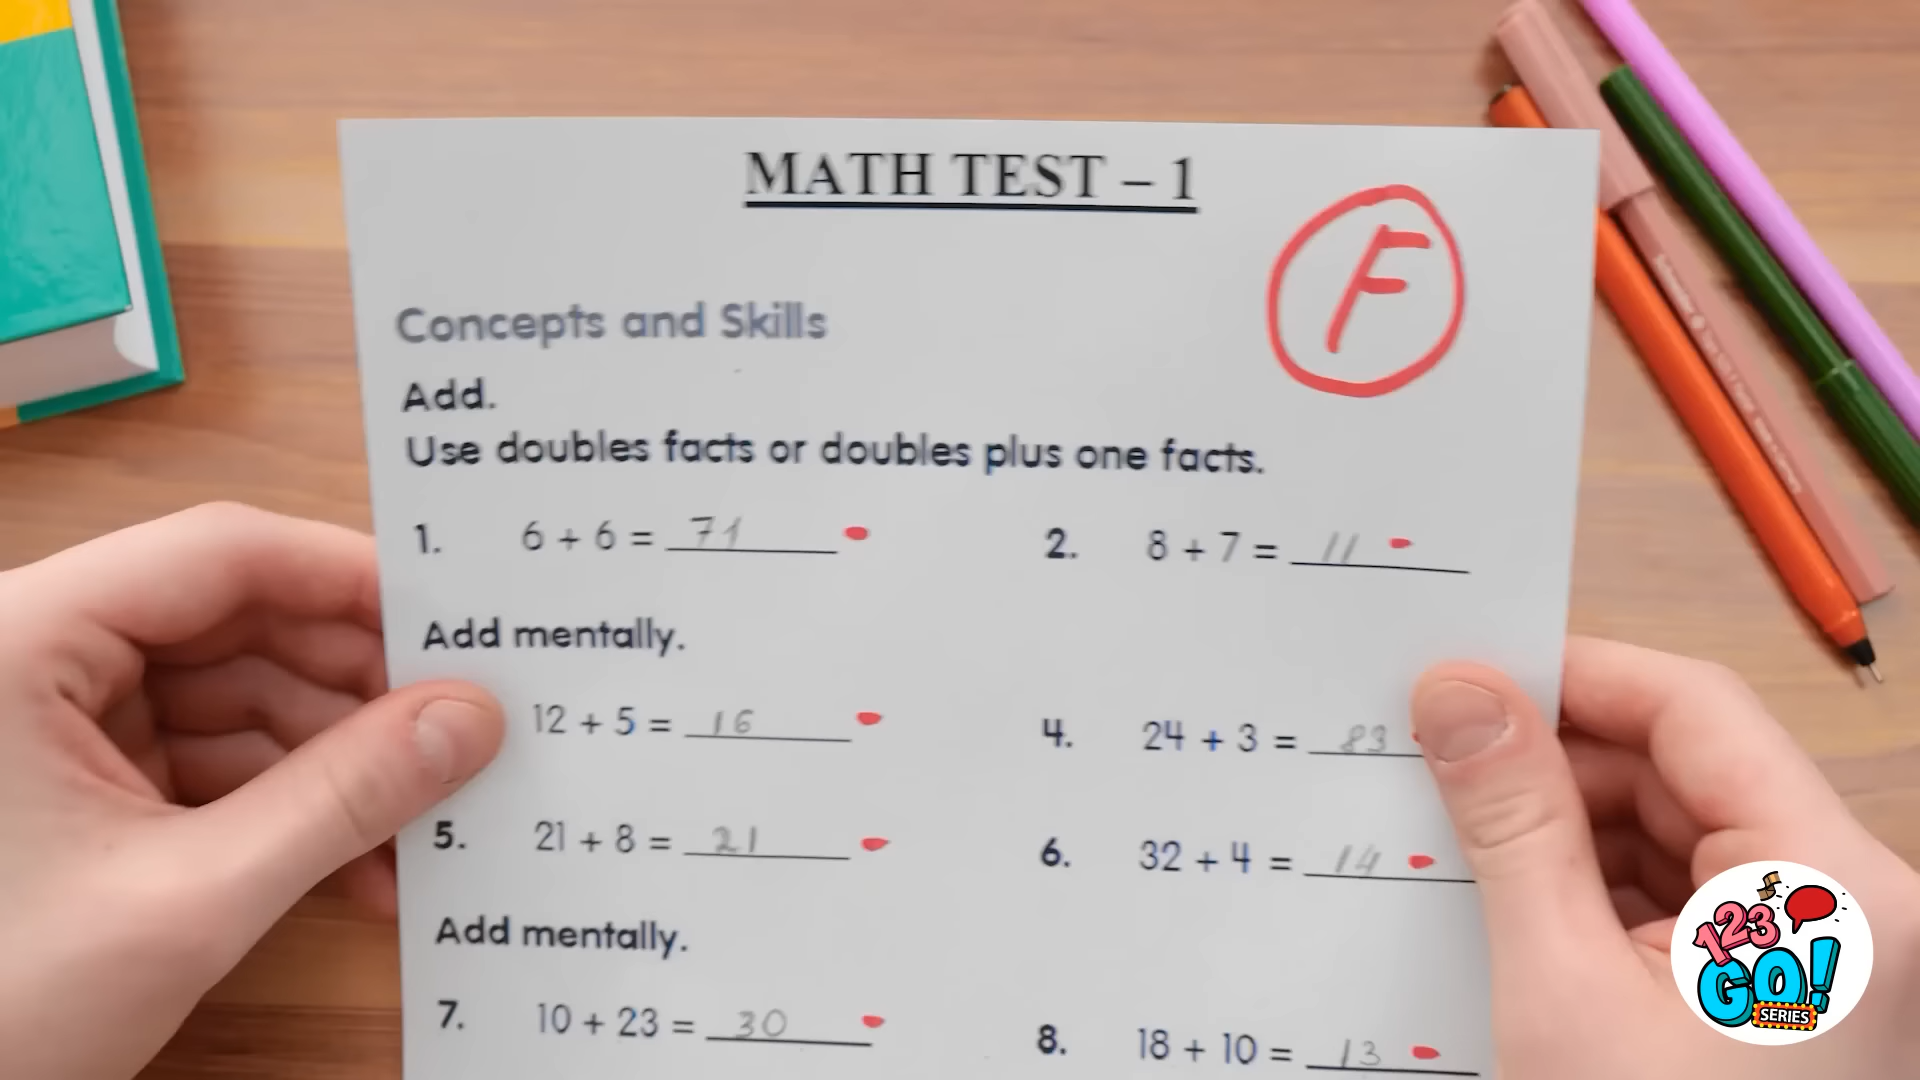 MATH TEST – 1
F
Concepts and Skills
Add.
Use doubles facts or doubles plus one facts.
1. 6 + 6 = 71
2. 8 + 7 = 11
Add mentally.
12 + 5 = 16
4. 24 + 3 = 83
5. 21 + 8 = 21
6. 32 + 4 = 14
Add mentally.
7. 10 + 23 = 30
8. 18 + 10 = 13
123
GO!
SERIES